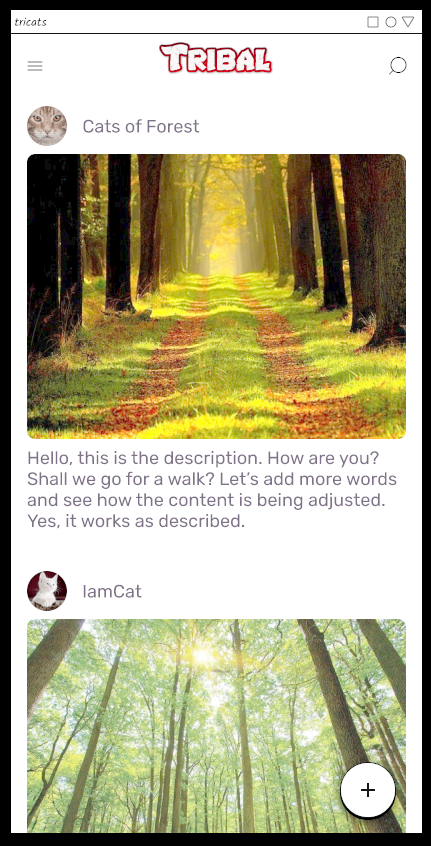 tricats
TRIBAL
Cats of Forest
Hello, this is the description. How are you?
Shall we go for a walk? Let’s add more words
and see how the content is being adjusted.
Yes, it works as described.
IamCat